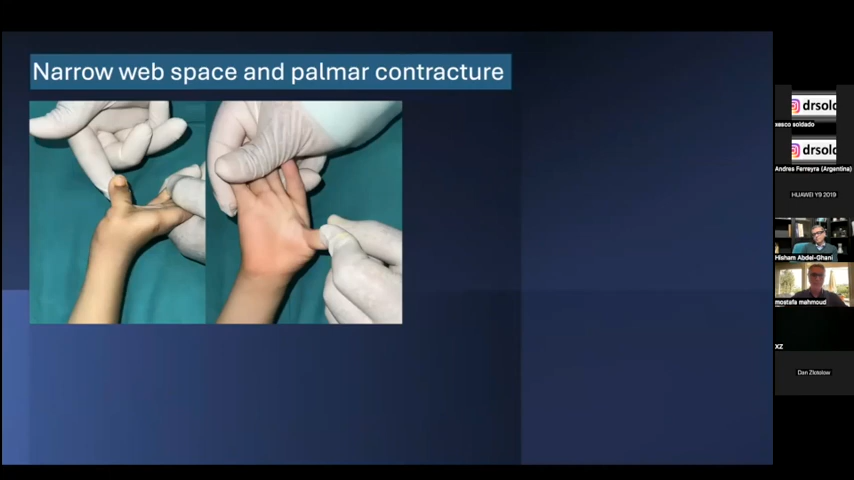 Narrow web space and palmar contracture
drsolo
xesco soldado
drsolo
Andres Ferreyra (Argentina)
HUAWEI Y9 2019
Hisham Abdel-Ghani
mostafa mahmoud
XZ
Dan Zlotolow